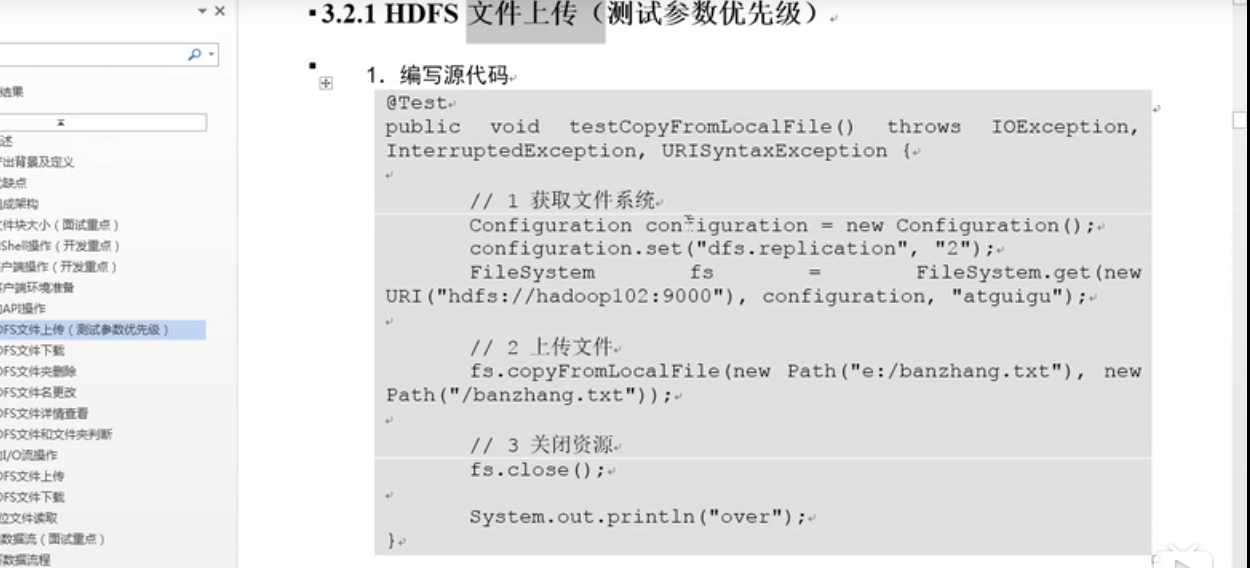 3.2.1 HDFS 文件上传（测试参数优先级）
1. 编写源代码
@Test
public void testCopyFromLocalFile() throws IOException,
InterruptedException, URISyntaxException {
// 1 获取文件系统
Configuration configuration = new Configuration();
configuration.set("dfs.replication", "2");
FileSystem fs = FileSystem.get(new
URI("hdfs://hadoop102:9000"), configuration, "atguigu");
// 2 上传文件
fs.copyFromLocalFile(new Path("e:/banzhang.txt"), new
Path("/banzhang.txt"));
// 3 关闭资源
fs.close();
System.out.println("over");
}
结果
述
出背景及定义
缺点
组成架构
文件块大小（面试重点）
Shell操作（开发重点）
户端操作（开发重点）
客户端环境准备
API操作
DFS文件上传（测试参数优先级）
DFS文件下载
DFS文件夹删除
DFS文件名更改
DFS文件详情查看
DFS文件和文件夹判断
I/O流操作
DFS文件上传
DFS文件下载
位文件读取
数据流（面试重点）
数据流程